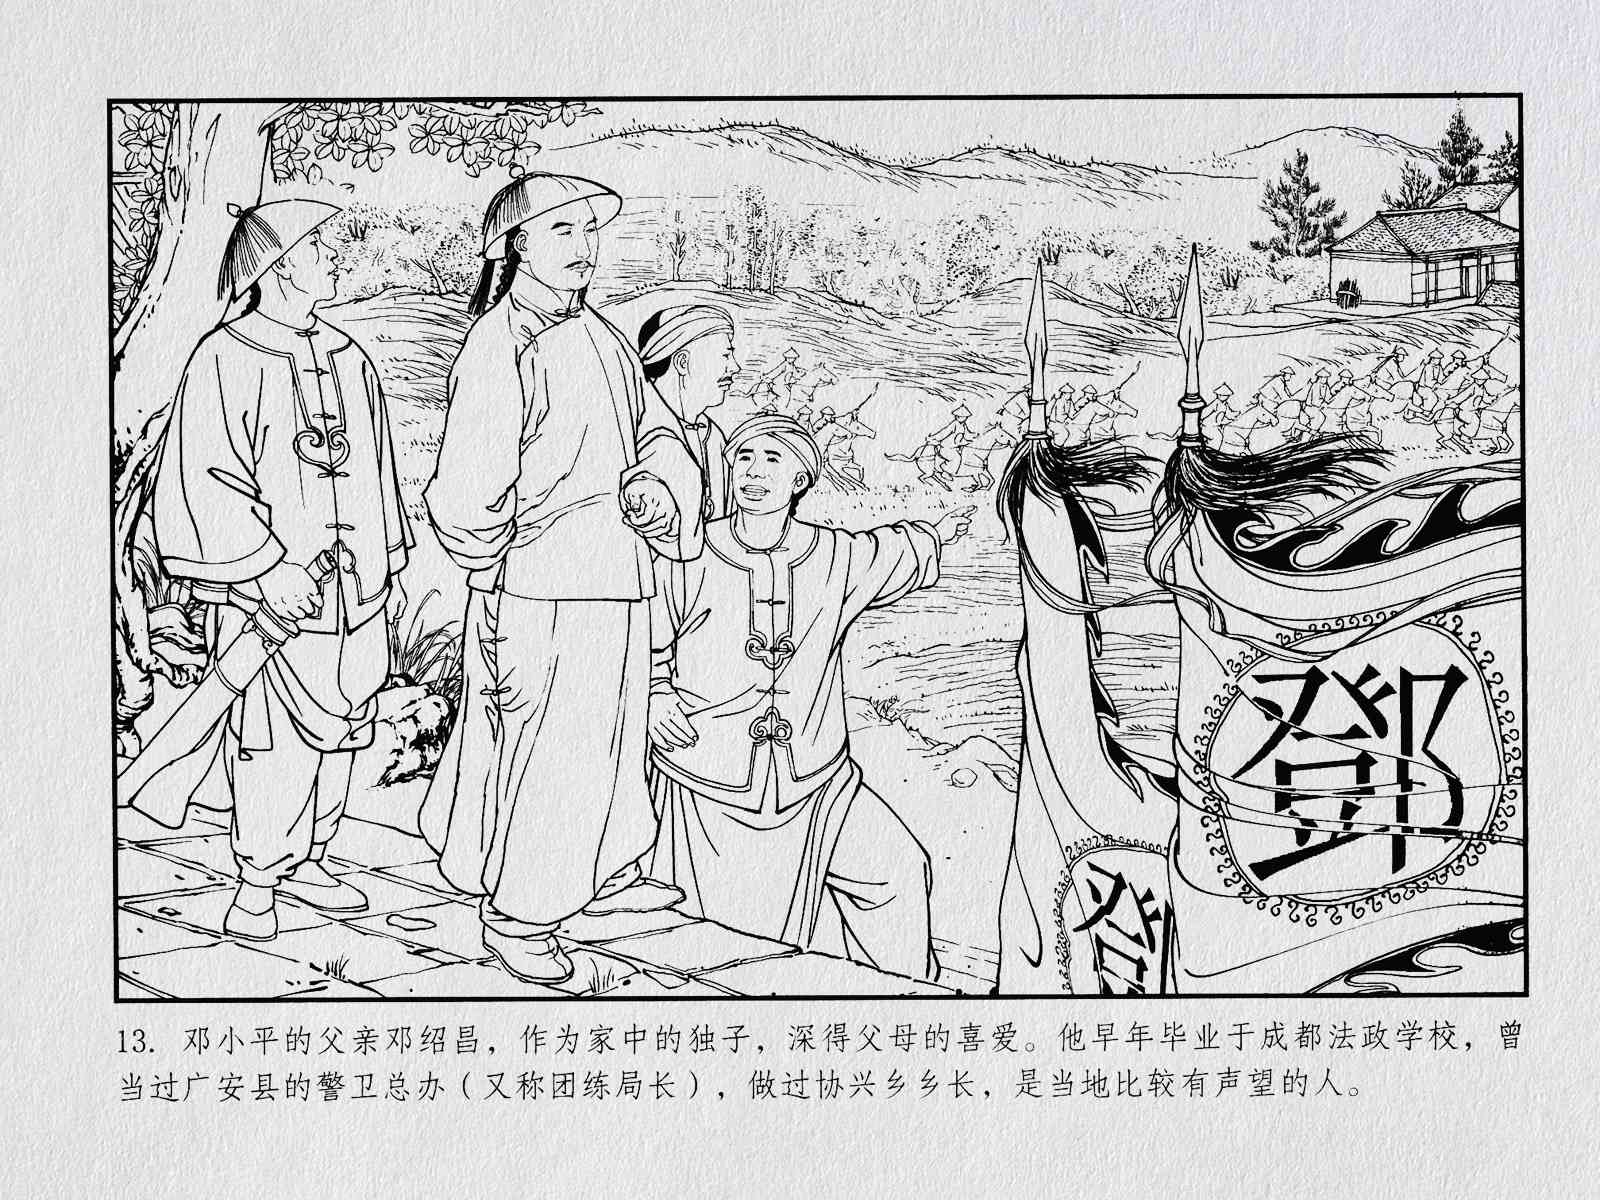 鄧
鄧
13. 邓小平的父亲邓绍昌，作为家中的独子，深得父母的喜爱。他早年毕业于成都法政学校，曾
当过广安县的警卫总办（又称团练局长），做过协兴乡乡长，是当地比较有声望的人。